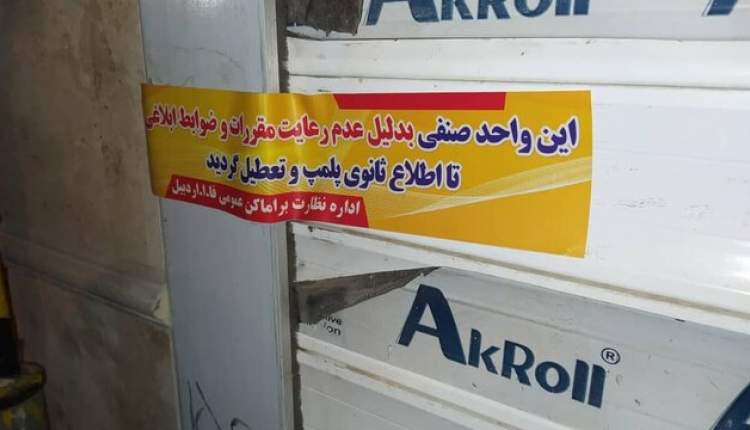 AkRoll
این واحد صنفی بدلیل عدم رعایت مقررات و ضوابط ابلاغی
تا اطلاع ثانوی پلمپ و تعطیل گردید
اداره نظارت بر اماکن عمومی فا.ا.اردبیل
AkRoll®